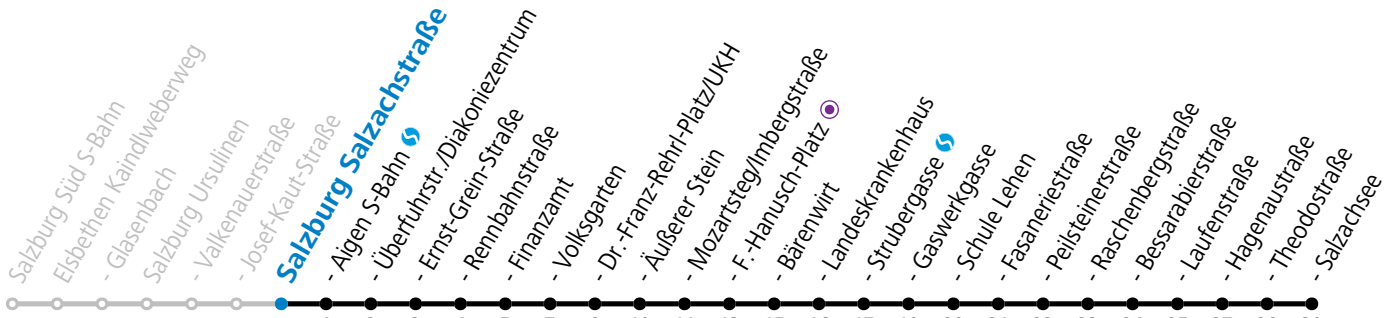 Salzburg Süd S-Bahn
Elsbethen Kaindlweberweg
- Glasenbach
Salzburg Ursulinen
- Valkenauerstraße
- Josef-Kaut-Straße
Salzburg Salzachstraße
- Aigen S-Bahn
- Überfuhrstr./Diakoniezentrum
- Ernst-Grein-Straße
- Rennbahnstraße
- Finanzamt
- Volksgarten
- Dr.-Franz-Rehrl-Platz/UKH
- Äußerer Stein
- Mozartsteg/Imbergstraße
- F.-Hanusch-Platz
- Bärenwirt
- Landeskrankenhaus
- Strubergasse
- Gaswerkgasse
- Schule Lehen
- Fasaneriestraße
- Peilsteinerstraße
- Raschenbergstraße
- Bessarabierstraße
- Laufenstraße
- Hagenaustraße
- Theodostraße
- Salzachsee